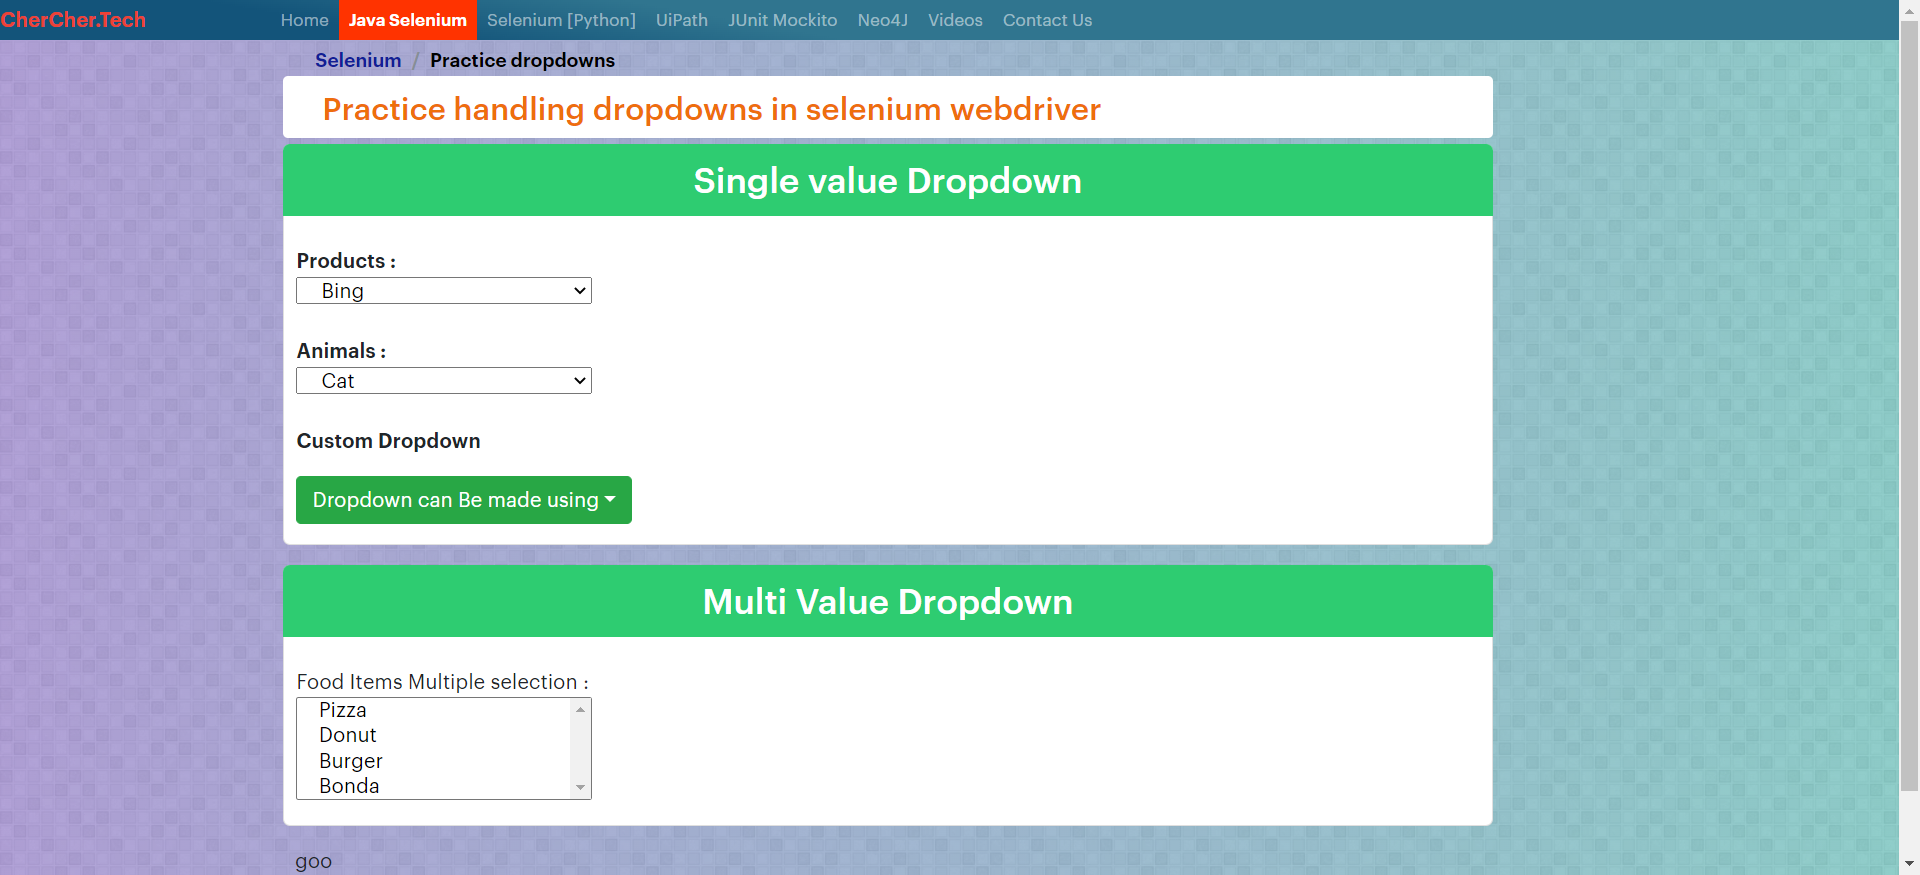 CherCher.Tech Home Java Selenium Selenium [Python] UiPath JUnit Mockito Neo4J Videos Contact Us
Selenium / Practice dropdowns
Practice handling dropdowns in selenium webdriver
Single value Dropdown
Products :
Bing
Animals :
Cat
Custom Dropdown
Dropdown can Be made using
Multi Value Dropdown
Food Items Multiple selection :
Pizza
Donut
Burger
Bonda
goo